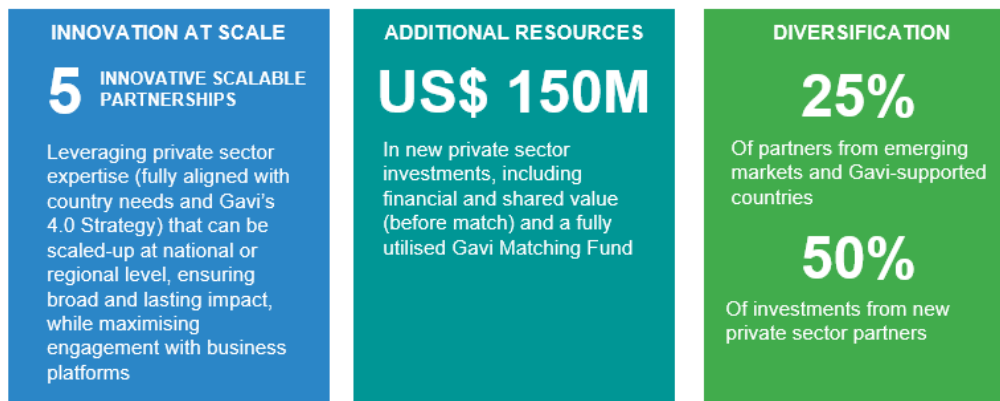 INNOVATION AT SCALE
5 INNOVATIVE SCALABLE
PARTNERSHIPS
Leveraging private sector
expertise (fully aligned with
country needs and Gavi's
4.0 Strategy) that can be
scaled-up at national or
regional level, ensuring
broad and lasting impact,
while maximising
engagement with business
platforms
ADDITIONAL RESOURCES
US$ 150M
In new private sector
investments, including
financial and shared value
(before match) and a fully
utilised Gavi Matching Fund
DIVERSIFICATION
25%
Of partners from emerging
markets and Gavi-supported
countries
50%
Of investments from new
private sector partners